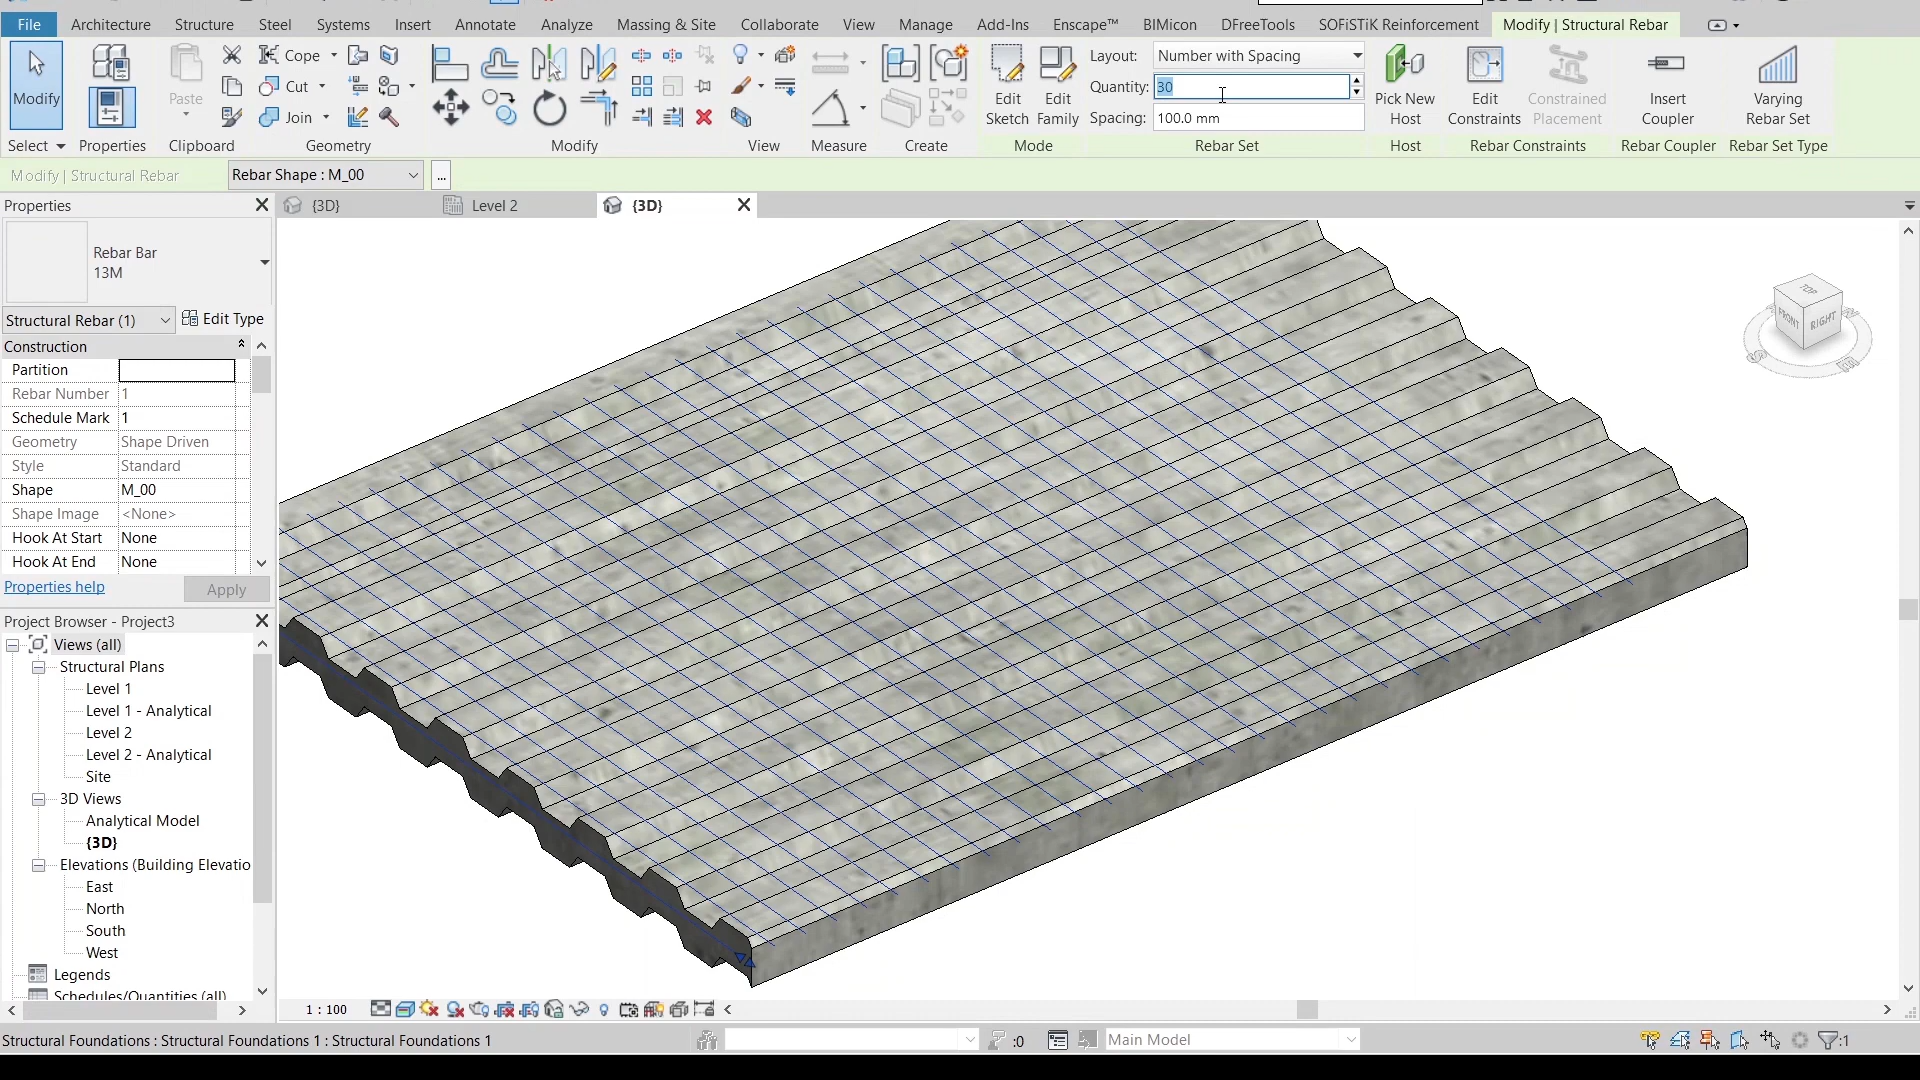 File Architecture Structure Steel Systems Insert Annotate Analyze Massing & Site Collaborate View Manage Add-Ins Enscape™ BIMicon DFreeTools SOFiSTiK Reinforcement Modify | Structural Rebar
Modify
Paste
Cope
Cut
Join
Edit Sketch
Edit Family
Layout: Number with Spacing
Quantity: 30
Spacing: 100.0 mm
Pick New Host
Edit Constraints
Constrained Placement
Insert Coupler
Varying Rebar Set
Select Properties Clipboard Geometry Modify View Measure Create Mode Rebar Set Host Rebar Constraints Rebar Coupler Rebar Set Type
Modify | Structural Rebar Rebar Shape : M_00 ...
Properties
{3D} Level 2 {3D}
Rebar Bar
13M
Structural Rebar (1) Edit Type
Construction
Partition
Rebar Number 1
Schedule Mark 1
Geometry Shape Driven
Style Standard
Shape M_00
Shape Image <None>
Hook At Start None
Hook At End None
Properties help Apply
Project Browser - Project3
Views (all)
Structural Plans
Level 1
Level 1 - Analytical
Level 2
Level 2 - Analytical
Site
3D Views
Analytical Model
{3D}
Elevations (Building Elevatio
East
North
South
West
Legends
Schedules/Quantities (all)
TOP
FRONT RIGHT
1 : 100
Structural Foundations : Structural Foundations 1 : Structural Foundations 1
:0
Main Model
:1